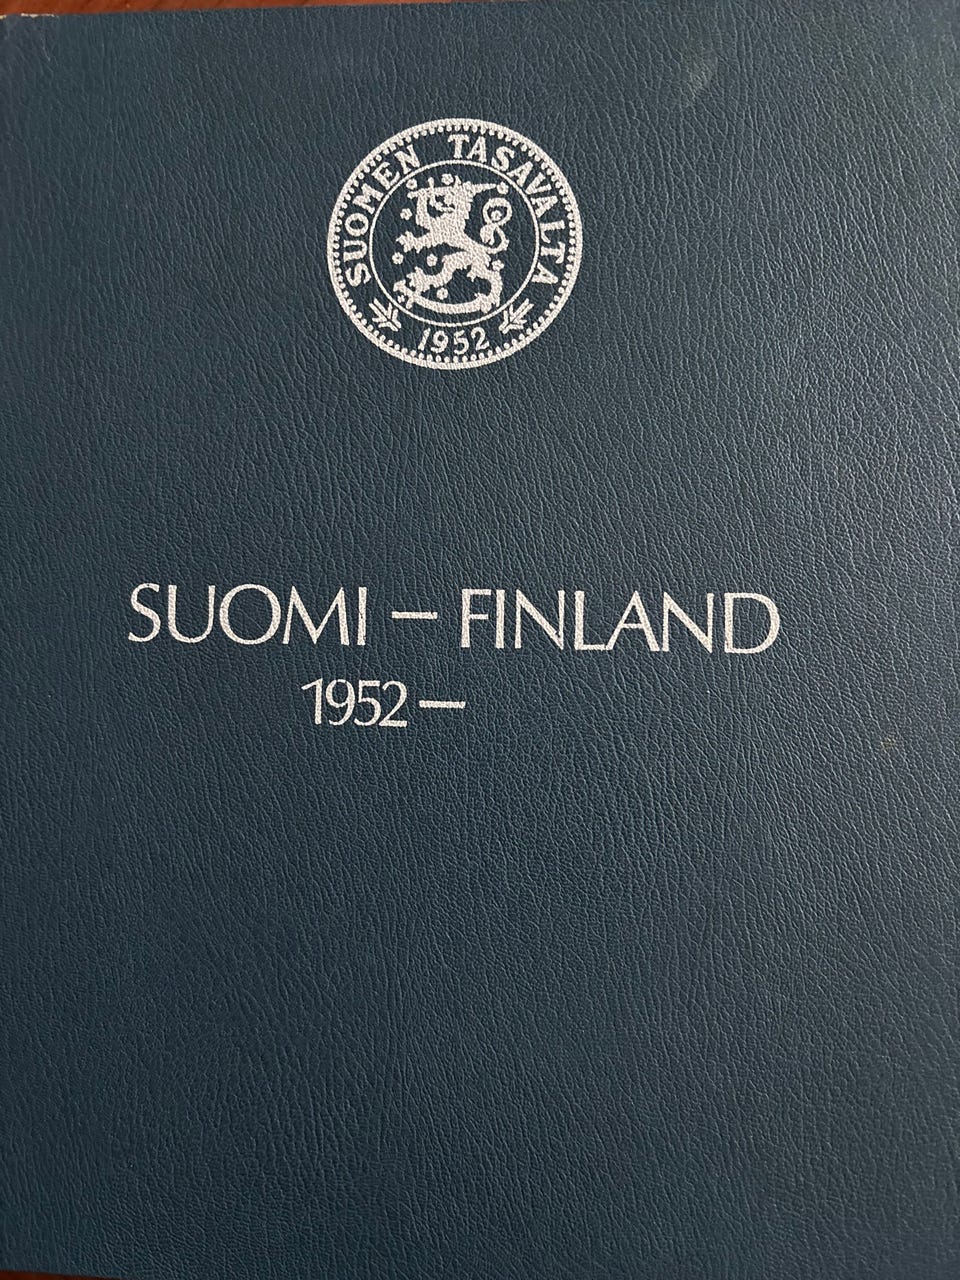 SUOMEN TASAVALTA
1952
SUOMI – FINLAND
1952 –